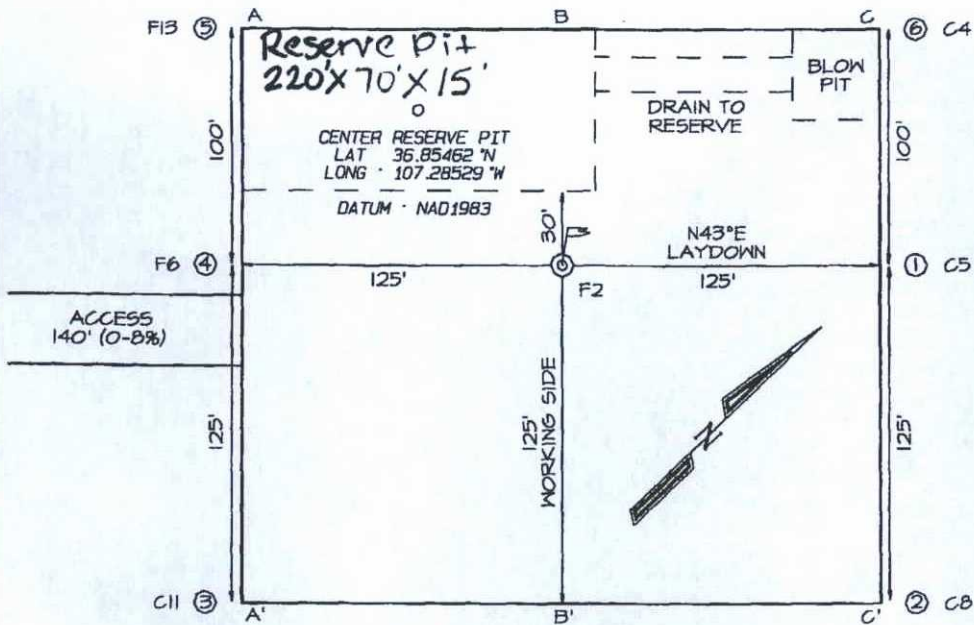 A B C
F13 ⑤ ⑥ C4
Reserve Pit
220'X 70' X 15'
BLOW
PIT
DRAIN TO
RESERVE
CENTER RESERVE PIT
LAT 36.85462 °N
LONG · 107.28529 °W
DATUM · NAD1983
100'
100'
30'
N43°E
LAYDOWN
F6 ④ ① C5
125' 125'
F2
ACCESS
140' (0-8%)
125'
125'
WORKING SIDE
125'
N
C11 ③ ② C8
A' B' C'